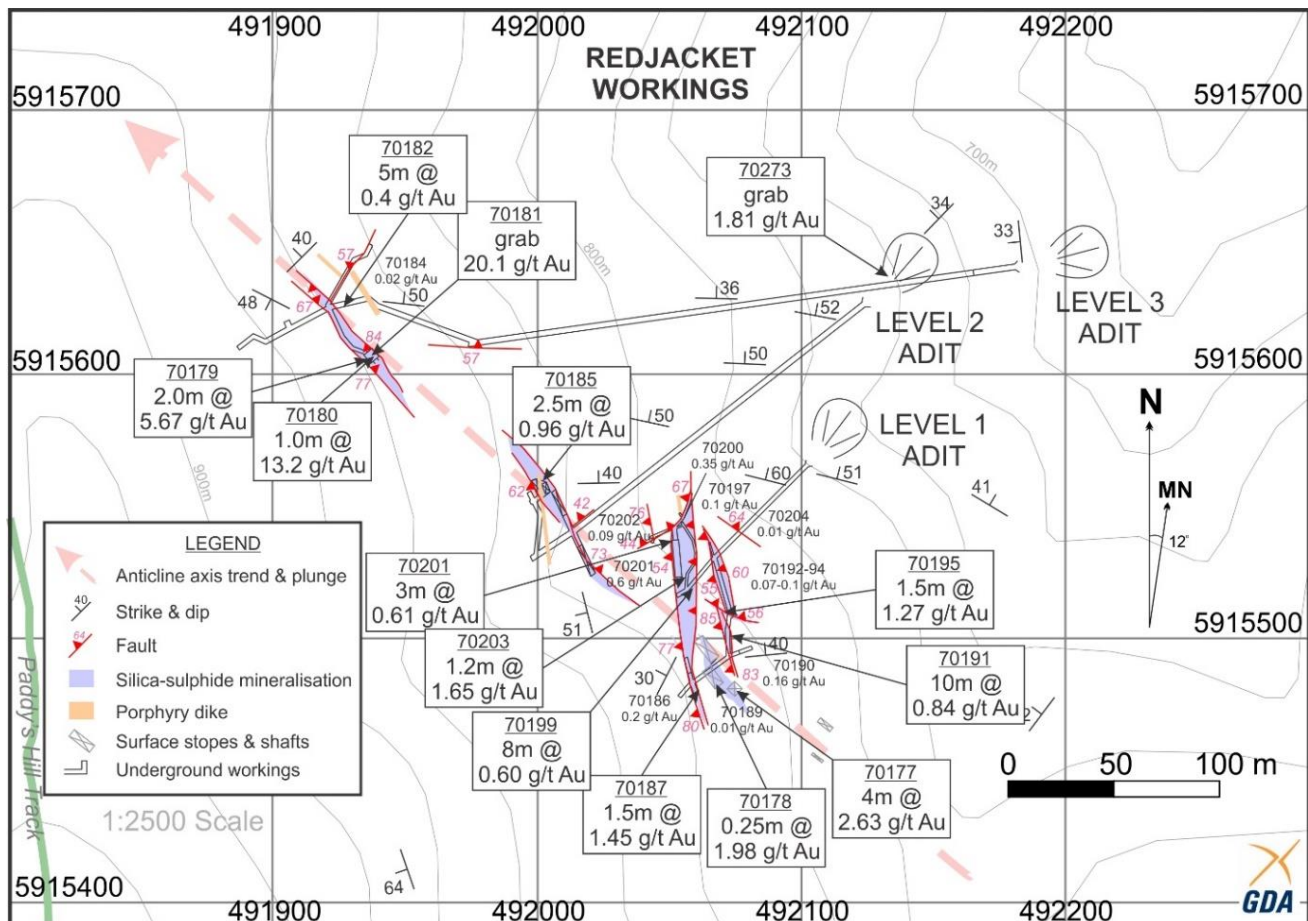 491900
492000
492100
492200
REDJACKET
WORKINGS
5915700
5915700
700m
70182
5m @
0.4 g/t Au
70181
grab
20.1 g/t Au
70273
grab
1.81 g/t Au
34
33
40
57
70184
0.02 g/t Au
800m
48
67
50
36
52
LEVEL 3
ADIT
LEVEL 2
ADIT
84
57
5915600
5915600
77
50
70179
2.0m @
5.67 g/t Au
70180
1.0m @
13.2 g/t Au
70185
2.5m @
0.96 g/t Au
50
LEVEL 1
ADIT
N
MN
12°
900m
40
70200
0.35 g/t Au
60
51
41
62
42
67
70197
0.1 g/t Au
76
64
70204
0.01 g/t Au
70202
0.09 g/t Au
44
73
54
70201
0.6 g/t Au
60
70192-94
0.07-0.1 g/t Au
55
70195
1.5m @
1.27 g/t Au
70201
3m @
0.61 g/t Au
85
56
51
5915500
77
40
70203
1.2m @
1.65 g/t Au
30
70190
0.16 g/t Au
83
70191
10m @
0.84 g/t Au
70186
0.2 g/t Au
70189
0.01 g/t Au
80
70199
8m @
0.60 g/t Au
70187
1.5m @
1.45 g/t Au
70178
0.25m @
1.98 g/t Au
70177
4m @
2.63 g/t Au
0 50 100 m
LEGEND
Anticline axis trend & plunge
40
Strike & dip
64
Fault
Silica-sulphide mineralisation
Porphyry dike
Surface stopes & shafts
Underground workings
Paddy's Hill Track
1:2500 Scale
64
5915400
5915400
491900
492000
492100
492200
GDA